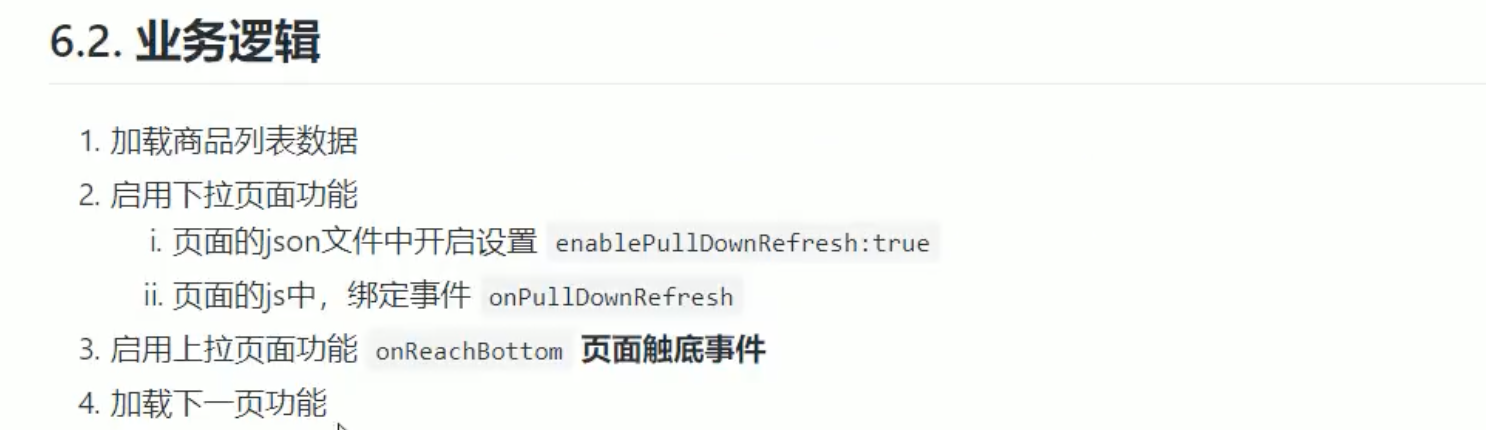 6.2. 业务逻辑
1. 加载商品列表数据
2. 启用下拉页面功能
i. 页面的json文件中开启设置 enablePullDownRefresh:true
ii. 页面的js中，绑定事件 onPullDownRefresh
3. 启用上拉页面功能 onReachBottom 页面触底事件
4. 加载下一页功能